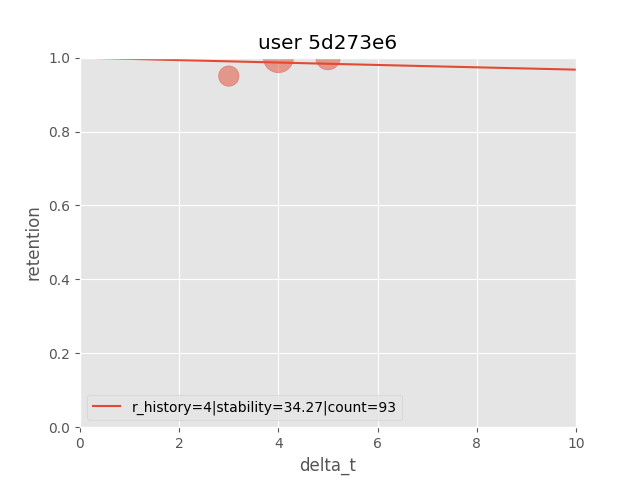 user 5d273e6
1.0
0.8
0.6
0.4
0.2
0.0
retention
r_history=4|stability=34.27|count=93
0 2 4 6 8 10
delta_t